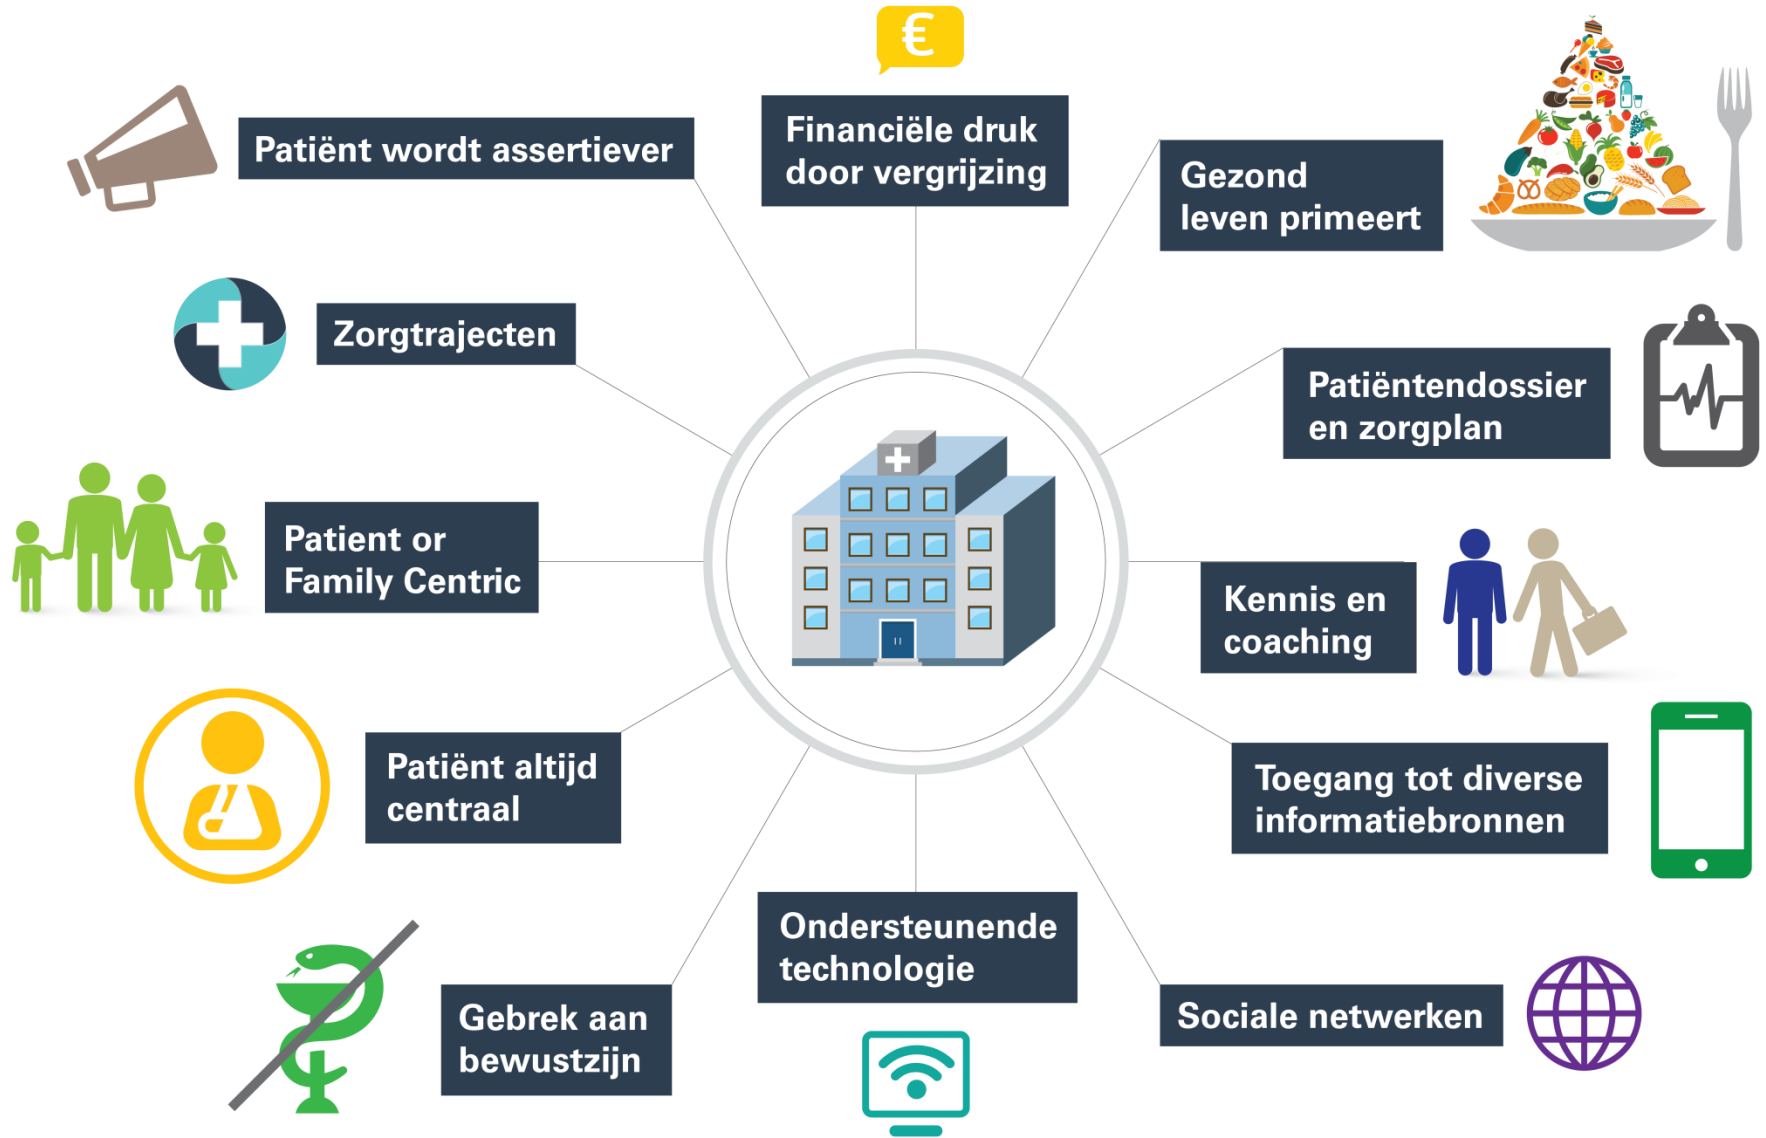 €
Financiële druk
door vergrijzing
Patiënt wordt assertiever
Gezond
leven primeert
Zorgtrajecten
Patiëntendossier
en zorgplan
Patient or
Family Centric
Kennis en
coaching
Patiënt altijd
centraal
Toegang tot diverse
informatiebronnen
Ondersteunende
technologie
Gebrek aan
bewustzijn
Sociale netwerken